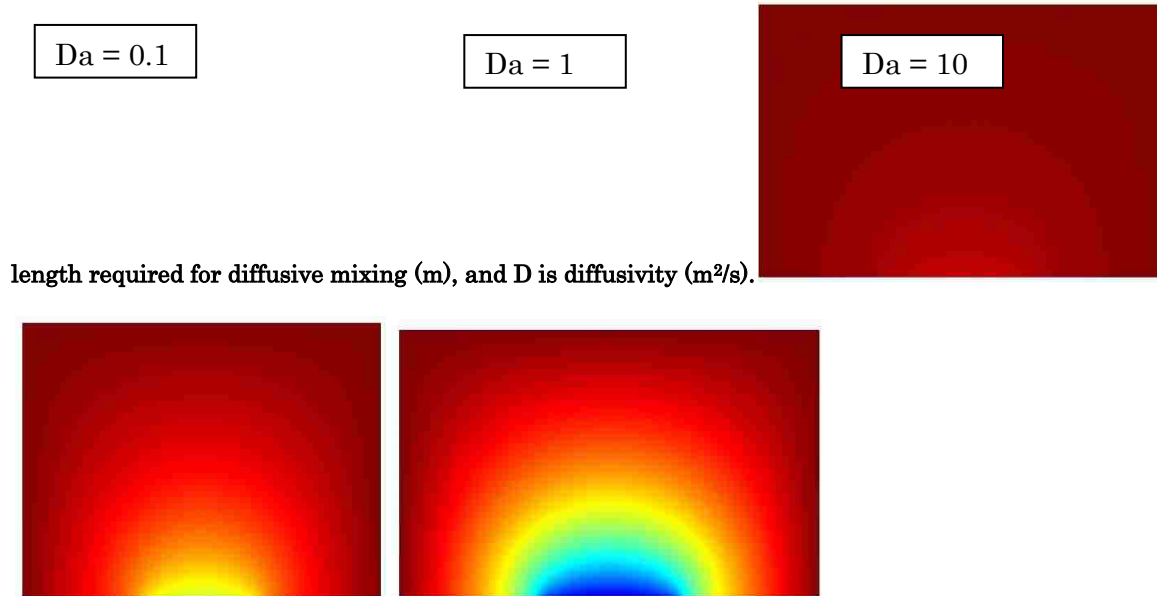 Da = 0.1
Da = 1
Da = 10
length required for diffusive mixing (m), and D is diffusivity (m²/s).